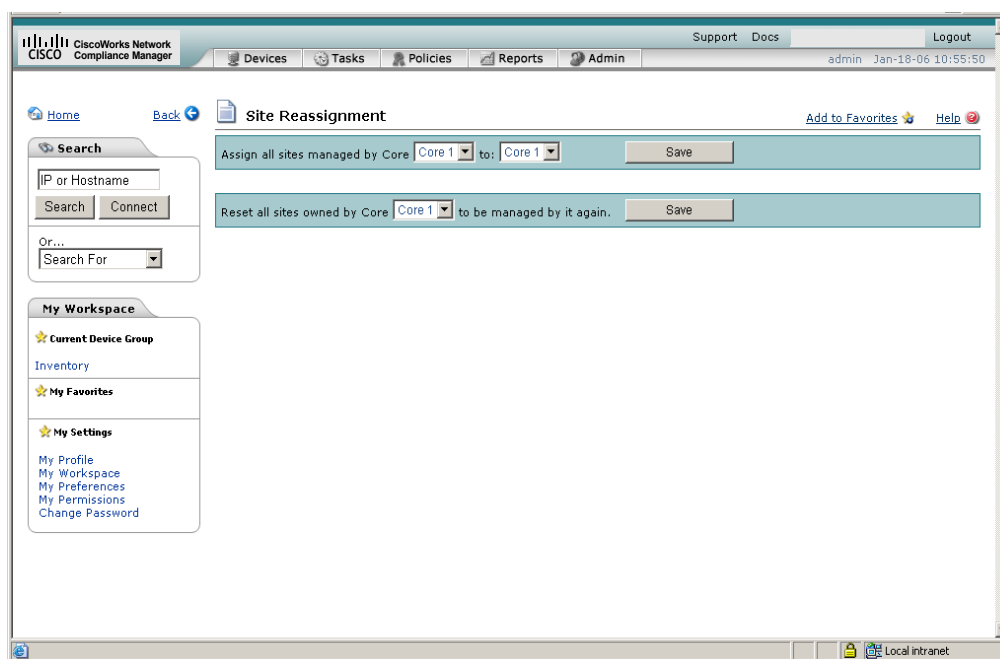 Support Docs Logout
CISCO CiscoWorks Network Compliance Manager
Devices Tasks Policies Reports Admin
admin Jan-18-06 10:55:50
Home Back
Site Reassignment
Add to Favorites Help
Search
IP or Hostname
Search Connect
Or...
Search For
Assign all sites managed by Core Core 1 to: Core 1 Save
Reset all sites owned by Core Core 1 to be managed by it again. Save
My Workspace
Current Device Group
Inventory
My Favorites
My Settings
My Profile
My Workspace
My Preferences
My Permissions
Change Password
Local intranet